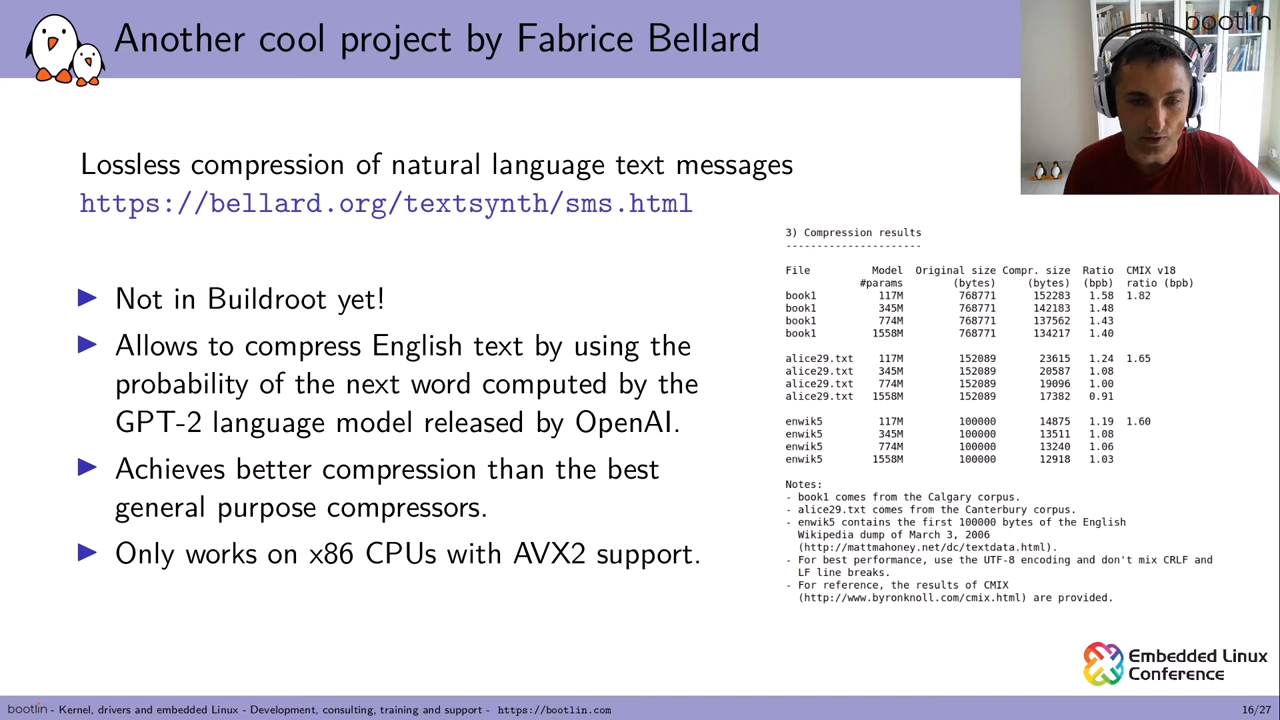 Another cool project by Fabrice Bellard
bootlin
Lossless compression of natural language text messages
https://bellard.org/textsynth/sms.html
▶ Not in Buildroot yet!
▶ Allows to compress English text by using the
probability of the next word computed by the
GPT-2 language model released by OpenAI.
▶ Achieves better compression than the best
general purpose compressors.
▶ Only works on x86 CPUs with AVX2 support.
3) Compression results
----------------------
File Model Original size Compr. size Ratio CMIX v18
#params (bytes) (bytes) (bpb) ratio (bpb)
book1 117M 768771 152283 1.58 1.82
book1 345M 768771 142183 1.48
book1 774M 768771 137562 1.43
book1 1558M 768771 134217 1.40
alice29.txt 117M 152089 23615 1.24 1.65
alice29.txt 345M 152089 20587 1.08
alice29.txt 774M 152089 19096 1.00
alice29.txt 1558M 152089 17382 0.91
enwik5 117M 100000 14875 1.19 1.60
enwik5 345M 100000 13511 1.08
enwik5 774M 100000 13240 1.06
enwik5 1558M 100000 12918 1.03
Notes:
- book1 comes from the Calgary corpus.
- alice29.txt comes from the Canterbury corpus.
- enwik5 contains the first 100000 bytes of the English
Wikipedia dump of March 3, 2006
(http://mattmahoney.net/dc/textdata.html).
- For best performance, use the UTF-8 encoding and don't mix CRLF and
LF line breaks.
- For reference, the results of CMIX
(http://www.byronknoll.com/cmix.html) are provided.
Embedded Linux
Conference
bootlin - Kernel, drivers and embedded Linux - Development, consulting, training and support - https://bootlin.com
16/27